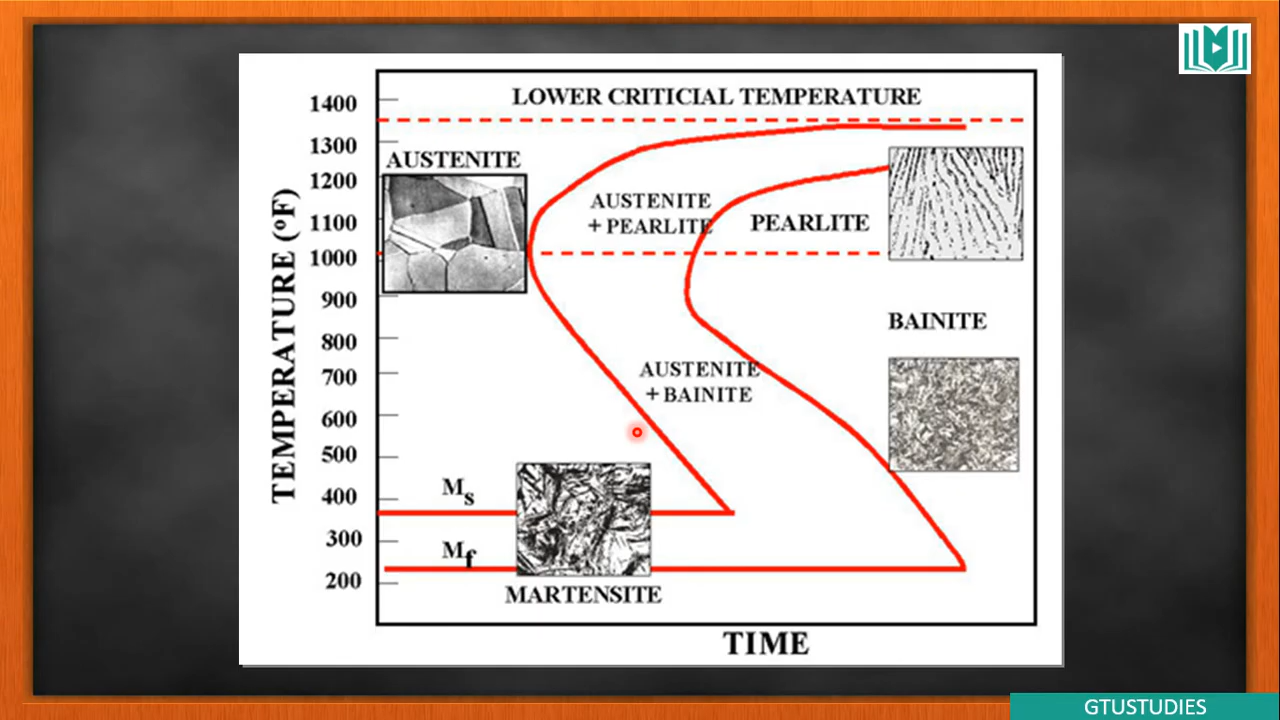 LOWER CRITICIAL TEMPERATURE
1400
1300
1200
1100
1000
900
800
700
600
500
400
300
200
TEMPERATURE (ºF)
AUSTENITE
AUSTENITE
+ PEARLITE
PEARLITE
BAINITE
AUSTENITE
+ BAINITE
Ms
Mf
MARTENSITE
TIME
GTUSTUDIES